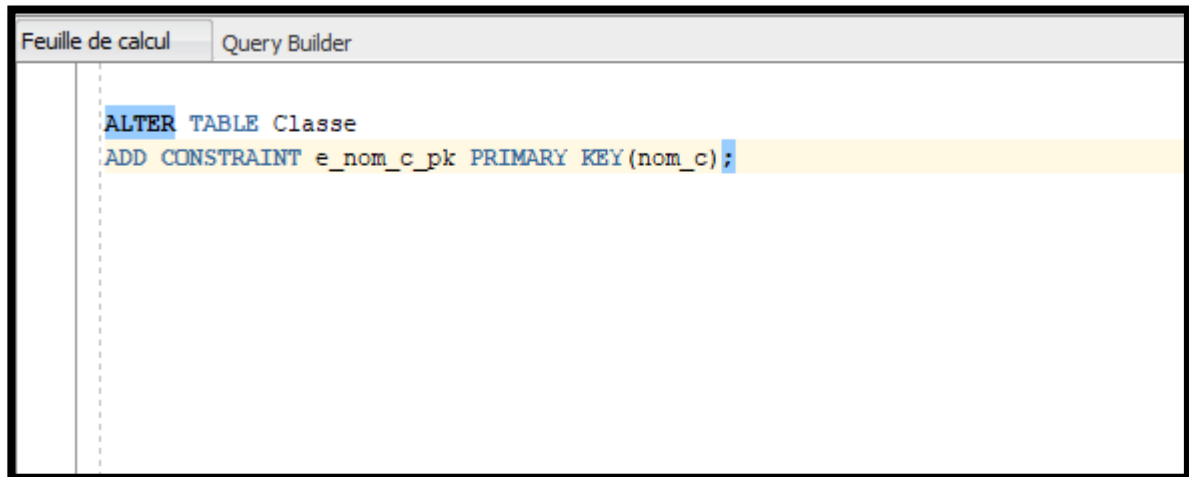 Feuille de calcul Query Builder
ALTER TABLE Classe
ADD CONSTRAINT e_nom_c_pk PRIMARY KEY(nom_c);